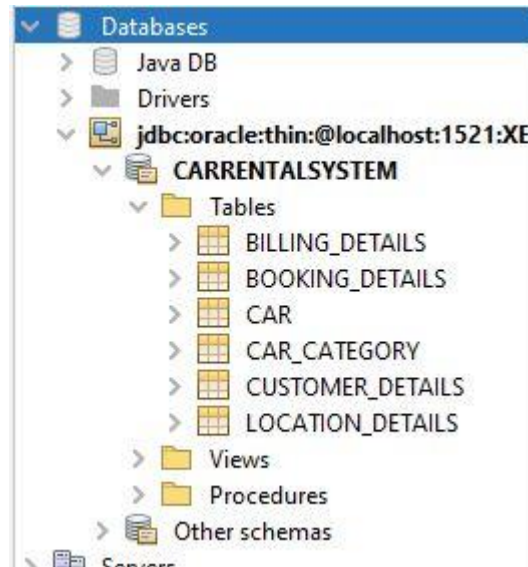 Databases
Java DB
Drivers
jdbc:oracle:thin:@localhost:1521:XE
CARRENTALSYSTEM
Tables
BILLING_DETAILS
BOOKING_DETAILS
CAR
CAR_CATEGORY
CUSTOMER_DETAILS
LOCATION_DETAILS
Views
Procedures
Other schemas
Servers